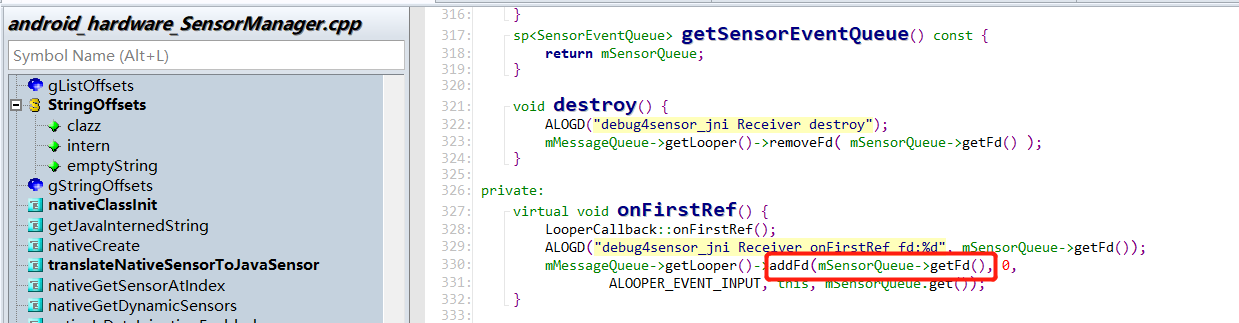 android_hardware_SensorManager.cpp
Symbol Name (Alt+L)
gListOffsets
StringOffsets
clazz
intern
emptyString
gStringOffsets
nativeClassInit
getJavaInternedString
nativeCreate
translateNativeSensorToJavaSensor
nativeGetSensorAtIndex
nativeGetDynamicSensors
316: }
317: sp<SensorEventQueue> getSensorEventQueue() const {
318: return mSensorQueue;
319: }
320:
321: void destroy() {
322: ALOGD("debug4sensor_jni Receiver destroy");
323: mMessageQueue->getLooper()->removeFd( mSensorQueue->getFd() );
324: }
325:
326: private:
327: virtual void onFirstRef() {
328: LooperCallback::onFirstRef();
329: ALOGD("debug4sensor_jni Receiver onFirstRef fd:%d", mSensorQueue->getFd());
330: mMessageQueue->getLooper()->addFd(mSensorQueue->getFd(), 0,
331: ALOOPER_EVENT_INPUT, this, mSensorQueue.get());
332: }
333: